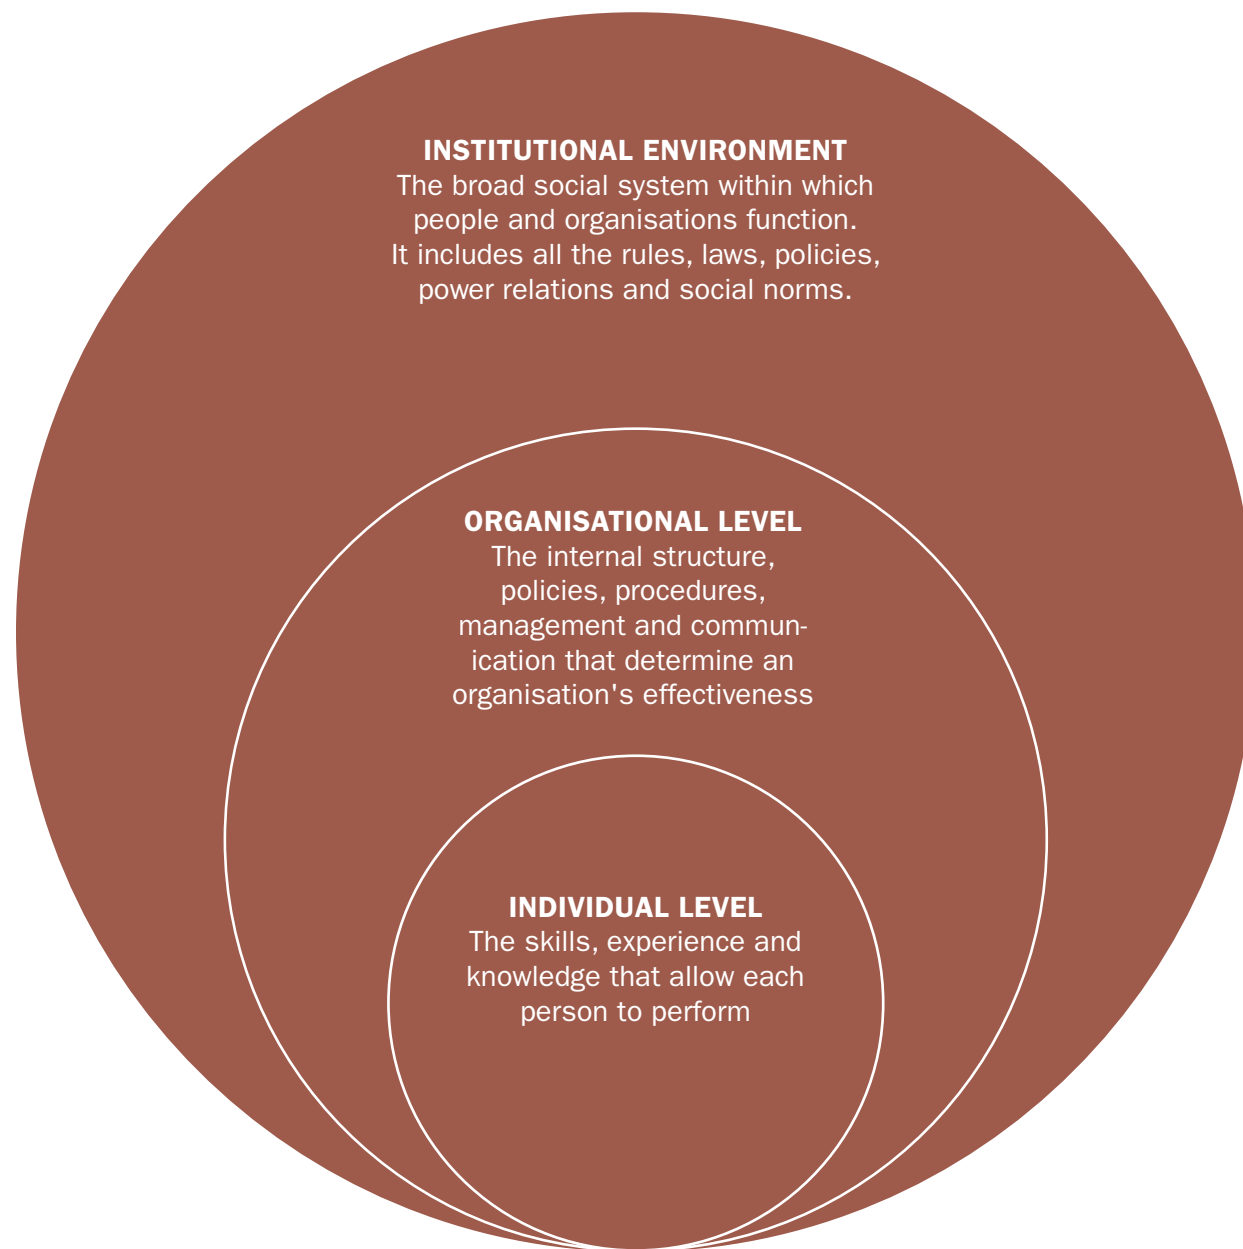 INSTITUTIONAL ENVIRONMENT
The broad social system within which
people and organisations function.
It includes all the rules, laws, policies,
power relations and social norms.
ORGANISATIONAL LEVEL
The internal structure,
policies, procedures,
management and commun-
ication that determine an
organisation's effectiveness
INDIVIDUAL LEVEL
The skills, experience and
knowledge that allow each
person to perform